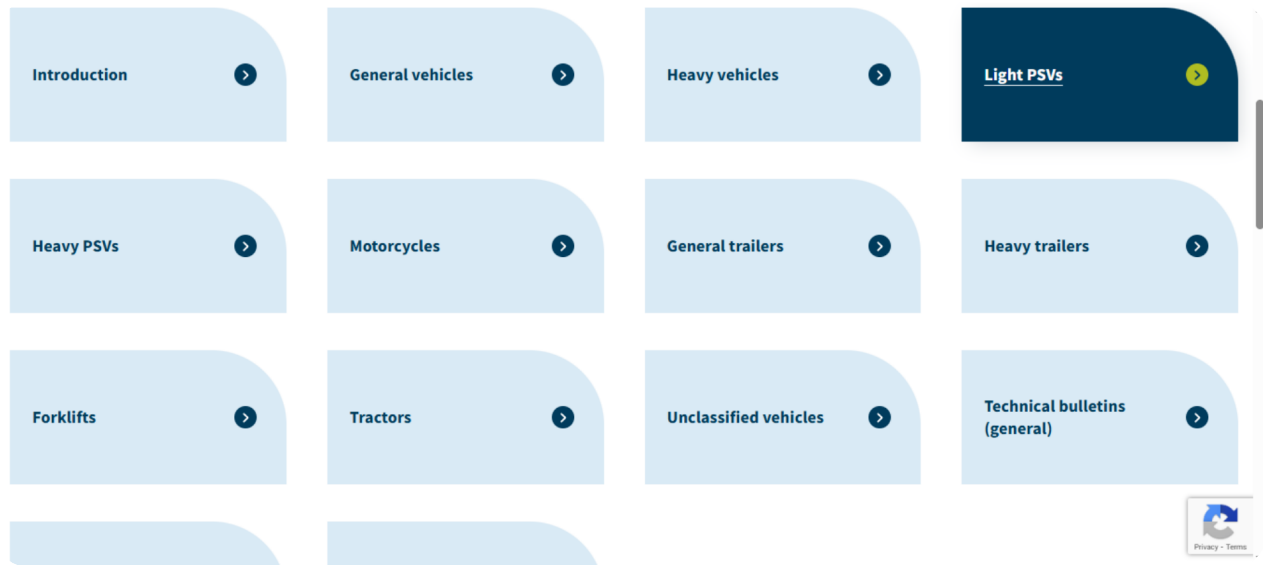 Introduction
General vehicles
Heavy vehicles
Light PSVs
Heavy PSVs
Motorcycles
General trailers
Heavy trailers
Forklifts
Tractors
Unclassified vehicles
Technical bulletins
(general)
Privacy - Terms